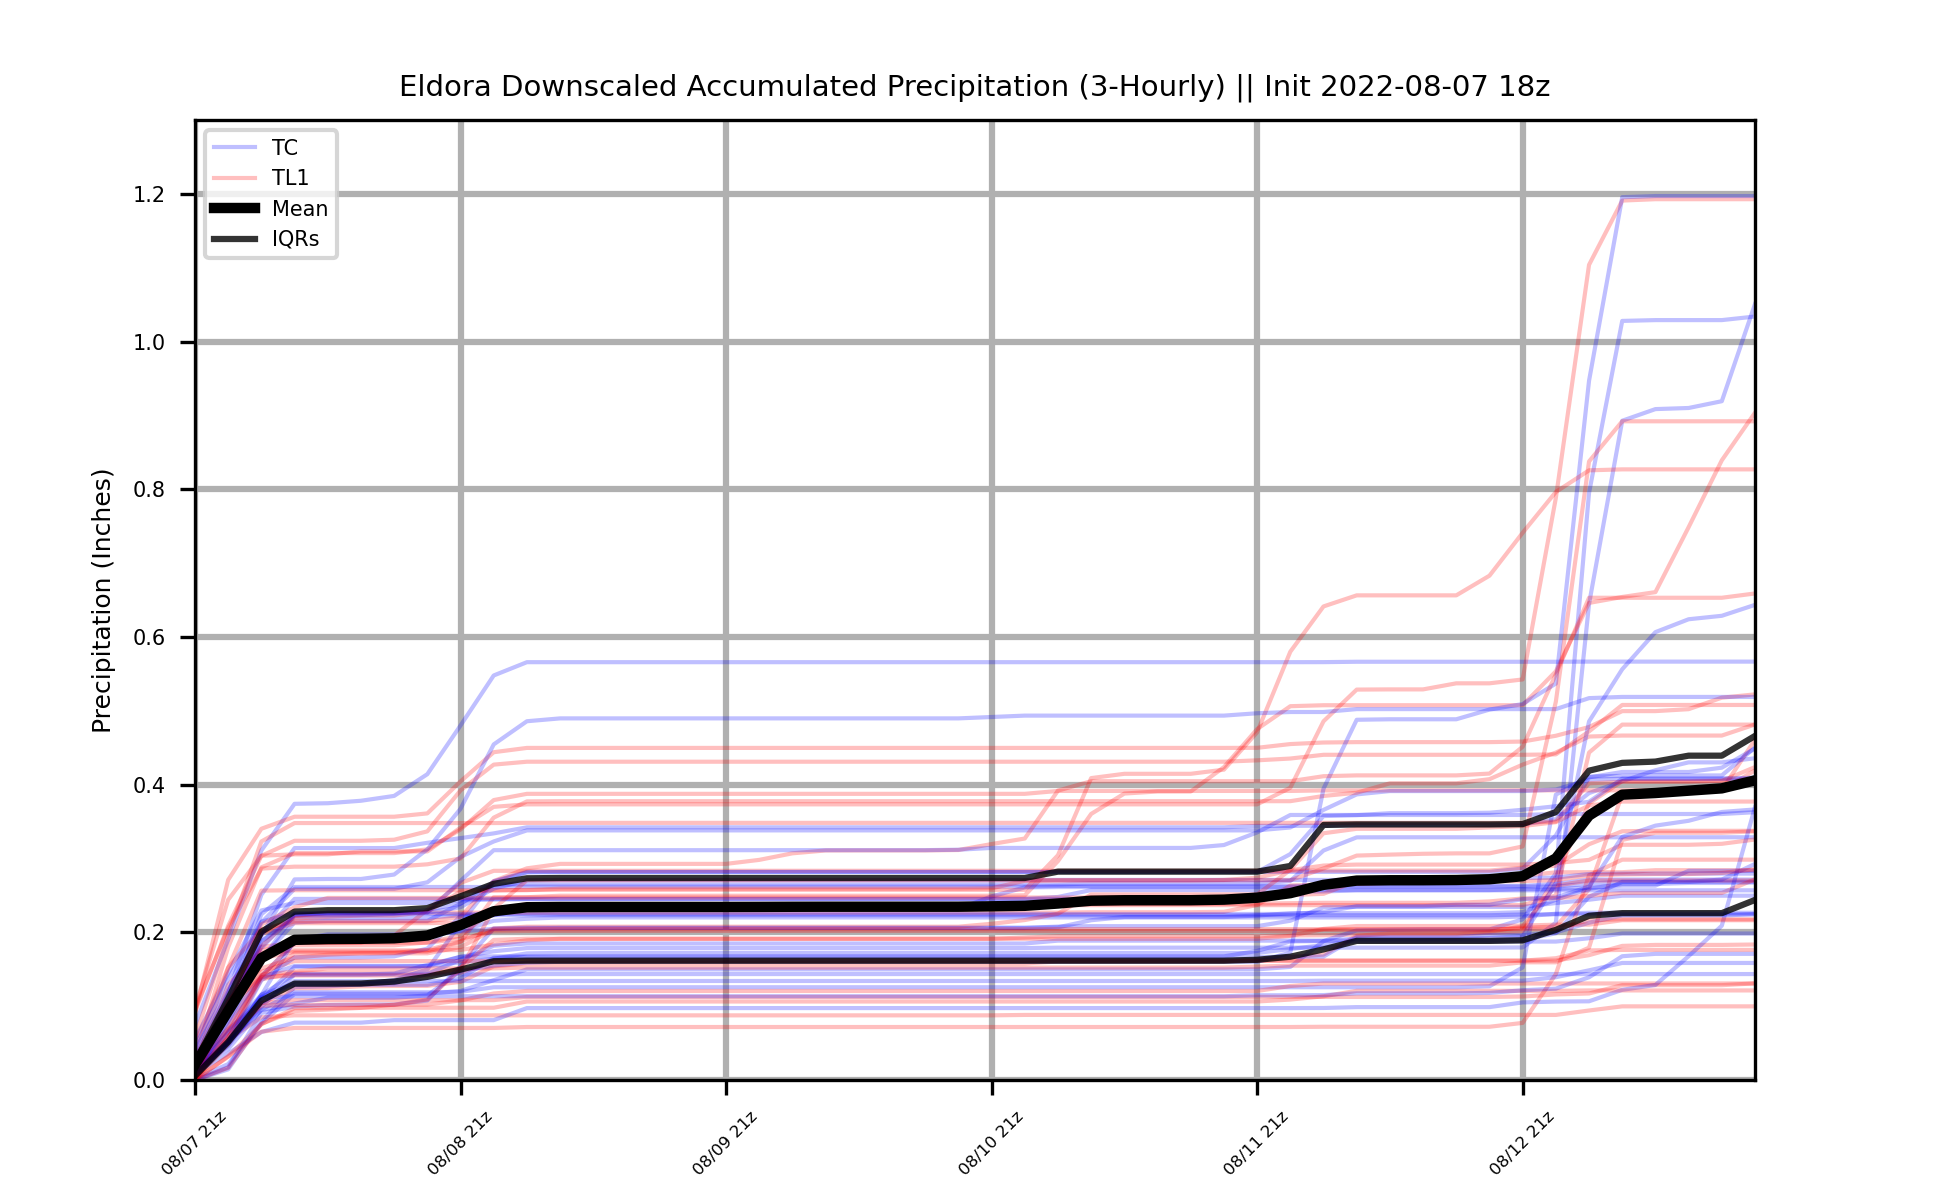 Eldora Downscaled Accumulated Precipitation (3-Hourly) || Init 2022-08-07 18z
TC
TL1
Mean
IQRs
Precipitation (Inches)
1.2
1.0
0.8
0.6
0.4
0.2
0.0
08/07 21z
08/08 21z
08/09 21z
08/10 21z
08/11 21z
08/12 21z